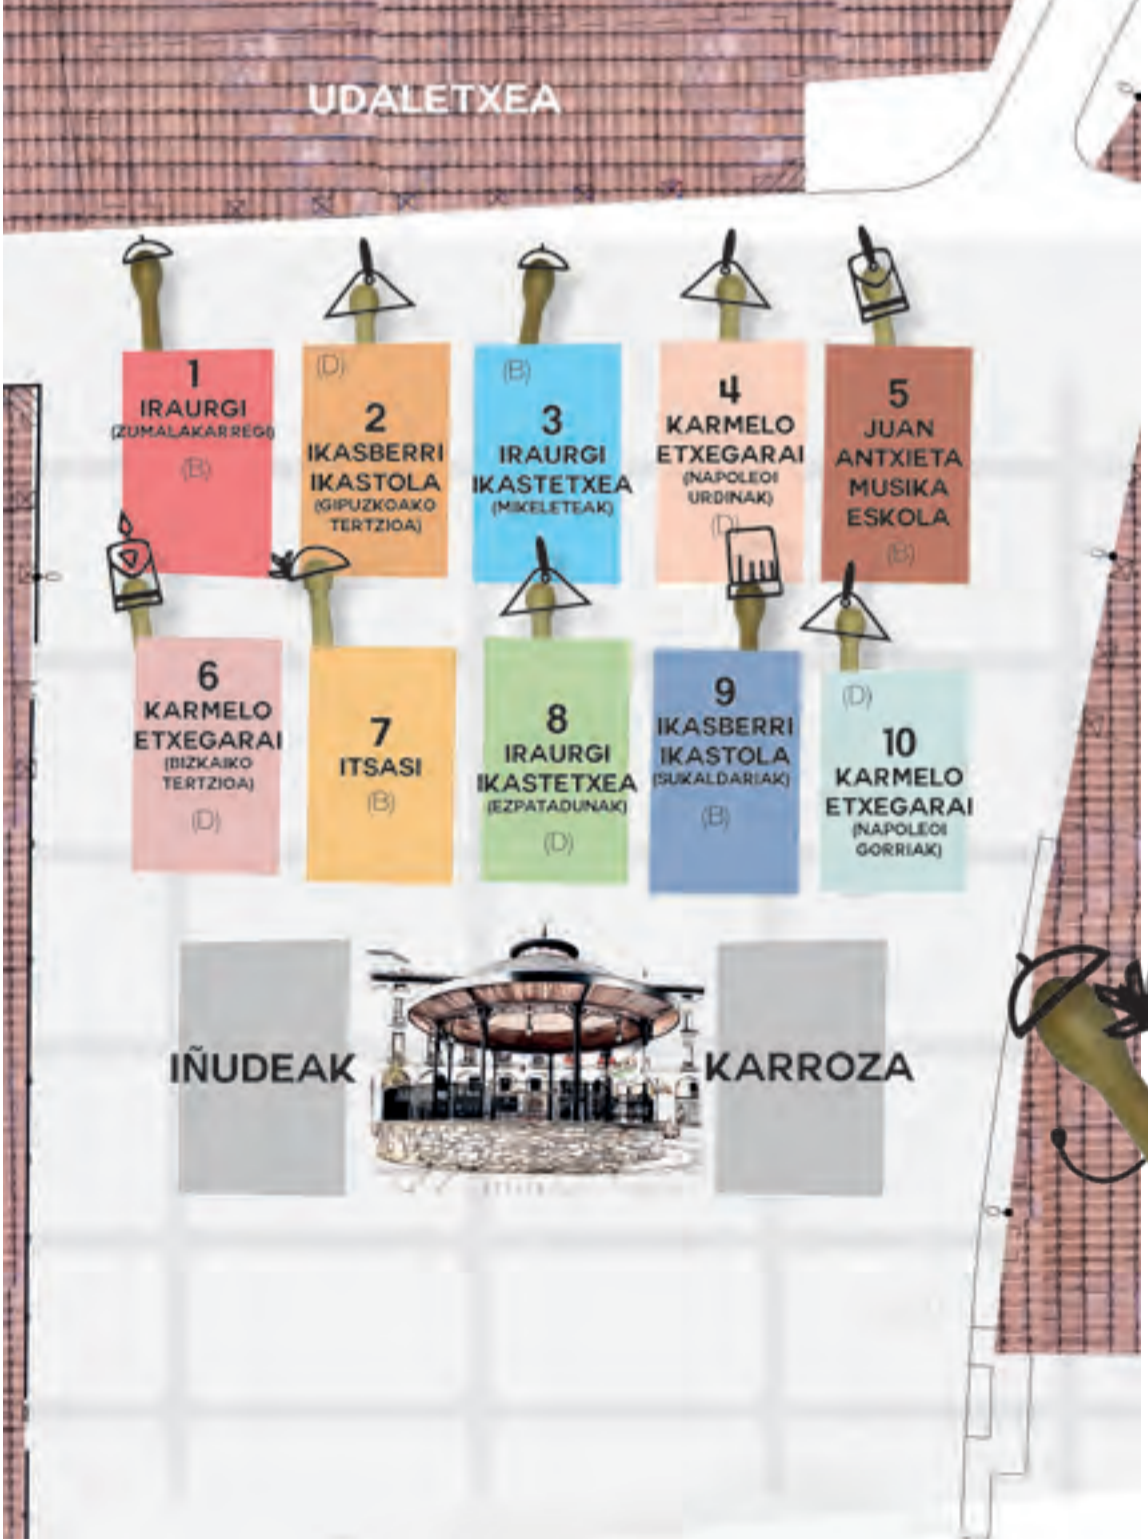 UDALETXEA
1
IRAURGI
(ZUMALAKARREGI)
(B)
(D)
2
IKASBERRI
IKASTOLA
(GIPUZKOAKO
TERTZIOA)
(B)
3
IRAURGI
IKASTETXEA
(MIKELETEAK)
4
KARMELO
ETXEGARAI
(NAPOLEOI
URDINAK)
(D)
5
JUAN
ANTXIETA
MUSIKA
ESKOLA
(B)
6
KARMELO
ETXEGARAI
(BIZKAIKO
TERTZIOA)
(D)
7
ITSASI
(B)
8
IRAURGI
IKASTETXEA
(EZPATADUNAK)
(D)
9
IKASBERRI
IKASTOLA
(SUKALDARIAK)
(B)
(D)
10
KARMELO
ETXEGARAI
(NAPOLEOI
GORRIAK)
IÑUDEAK
KARROZA